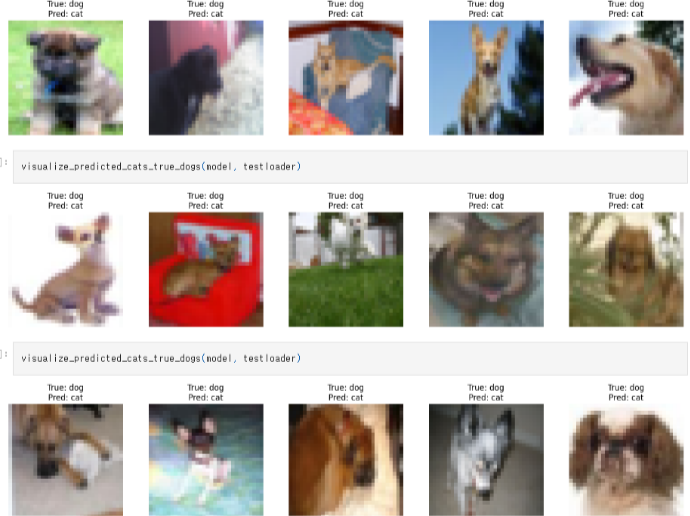 True: dog True: dog True: dog True: dog True: dog
Pred: cat Pred: cat Pred: cat Pred: cat Pred: cat
]: visualize_predicted_cats_true_dogs(model, testloader)
True: dog True: dog True: dog True: dog True: dog
Pred: cat Pred: cat Pred: cat Pred: cat Pred: cat
]: visualize_predicted_cats_true_dogs(model, testloader)
True: dog True: dog True: dog True: dog True: dog
Pred: cat Pred: cat Pred: cat Pred: cat Pred: cat